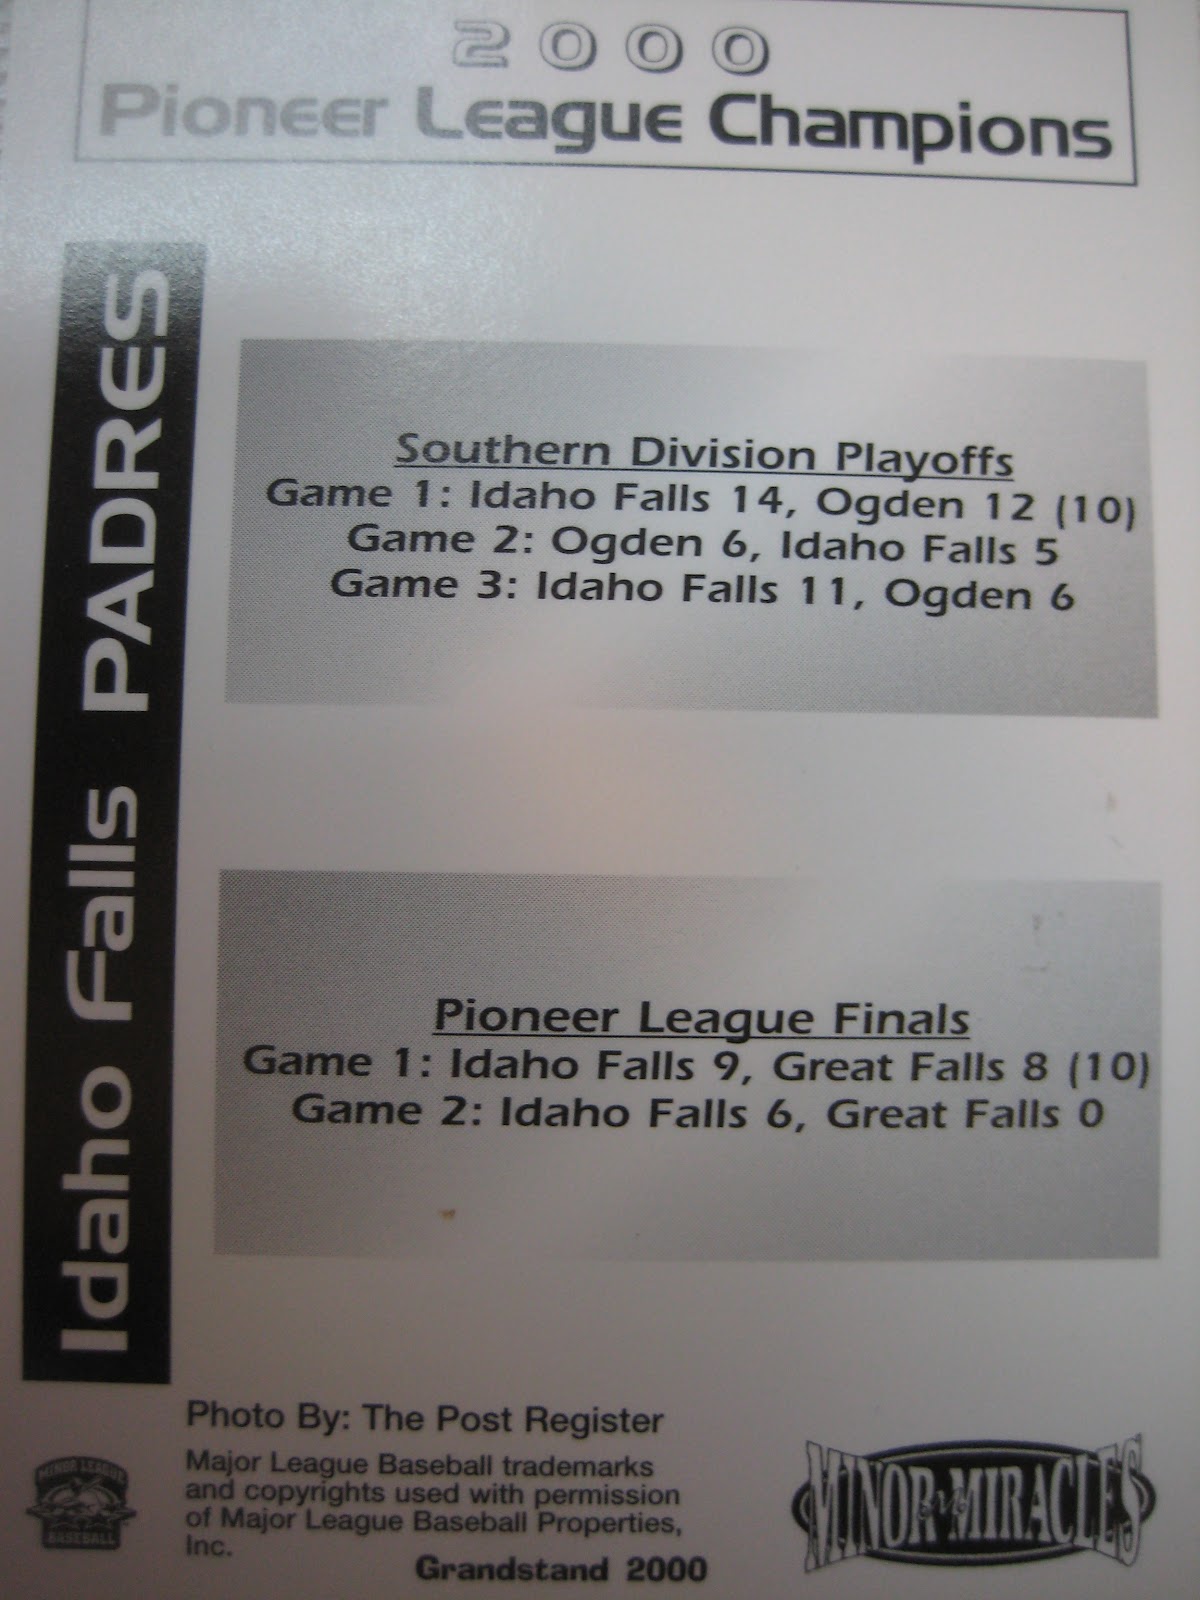 2000
Pioneer League Champions
Idaho Falls PADRES
Southern Division Playoffs
Game 1: Idaho Falls 14, Ogden 12 (10)
Game 2: Ogden 6, Idaho Falls 5
Game 3: Idaho Falls 11, Ogden 6
Pioneer League Finals
Game 1: Idaho Falls 9, Great Falls 8 (10)
Game 2: Idaho Falls 6, Great Falls 0
Photo By: The Post Register
Major League Baseball trademarks
and copyrights used with permission
of Major League Baseball Properties,
Inc.
Grandstand 2000
MINOR LEAGUE
BASEBALL
MINOR MIRACLES